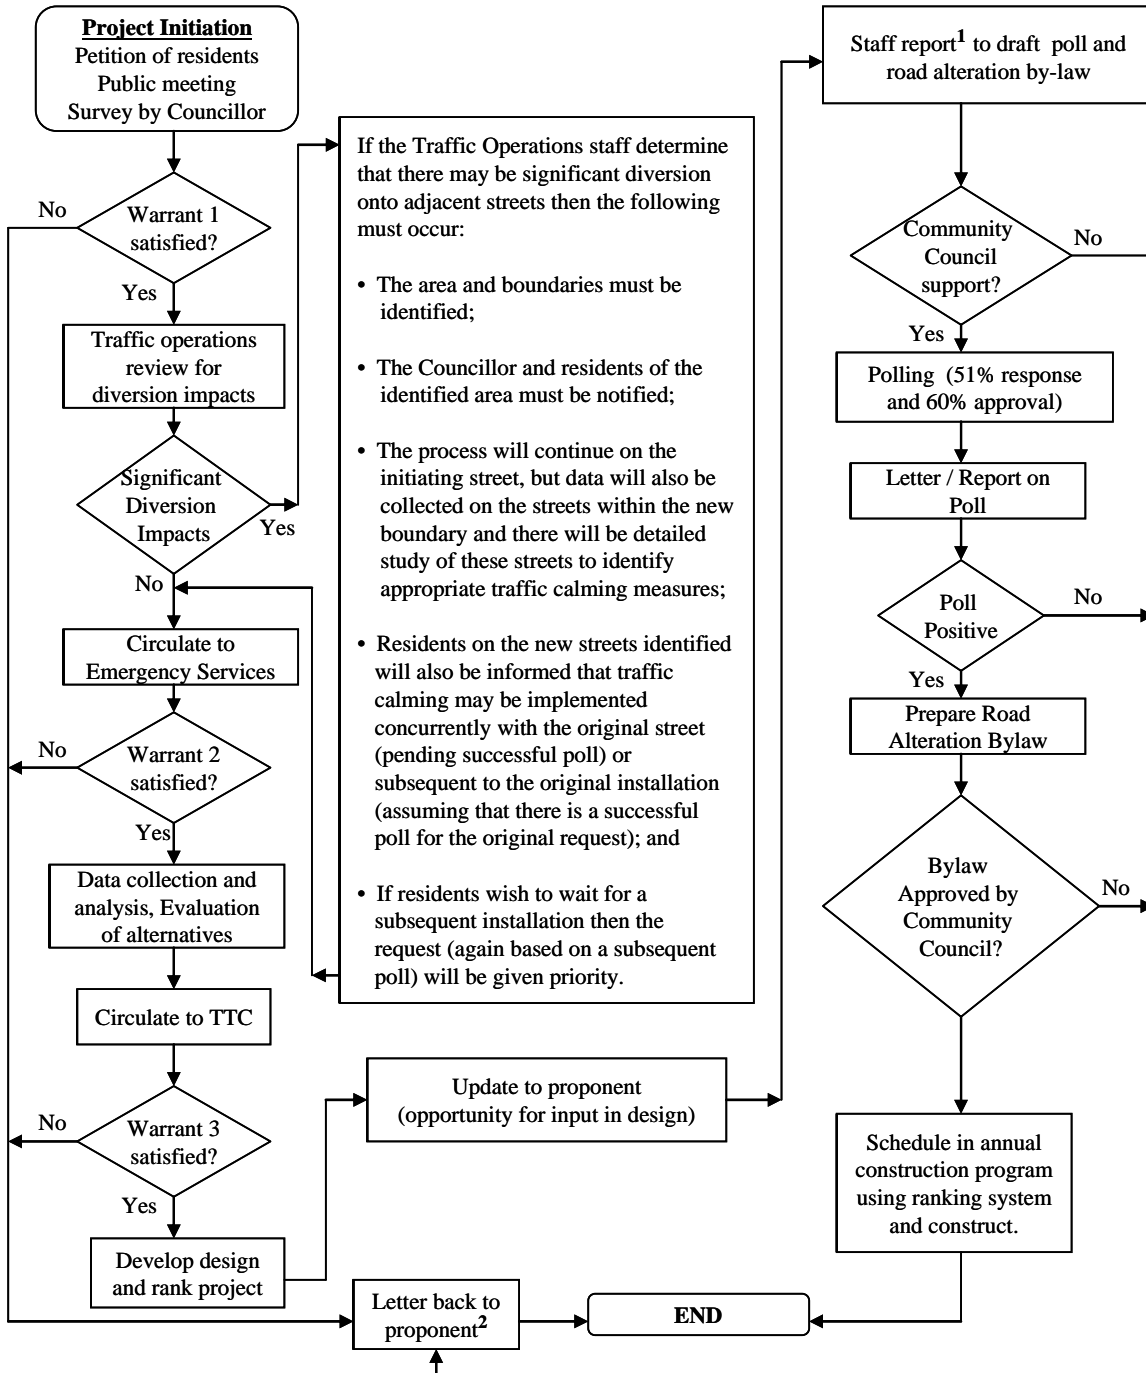 Project Initiation
Petition of residents
Public meeting
Survey by Councillor
No
Warrant 1
satisfied?
Yes
Traffic operations
review for
diversion impacts
Significant
Diversion
Impacts
Yes
No
Circulate to
Emergency Services
No
Warrant 2
satisfied?
Yes
Data collection and
analysis, Evaluation
of alternatives
Circulate to TTC
No
Warrant 3
satisfied?
Yes
Develop design
and rank project
If the Traffic Operations staff determine
that there may be significant diversion
onto adjacent streets then the following
must occur:
• The area and boundaries must be
identified;
• The Councillor and residents of the
identified area must be notified;
• The process will continue on the
initiating street, but data will also be
collected on the streets within the new
boundary and there will be detailed
study of these streets to identify
appropriate traffic calming measures;
• Residents on the new streets identified
will also be informed that traffic
calming may be implemented
concurrently with the original street
(pending successful poll) or
subsequent to the original installation
(assuming that there is a successful
poll for the original request); and
• If residents wish to wait for a
subsequent installation then the
request (again based on a subsequent
poll) will be given priority.
Update to proponent
(opportunity for input in design)
Staff report1 to draft poll and
road alteration by-law
Community
Council
support?
No
Yes
Polling (51% response
and 60% approval)
Letter / Report on
Poll
Poll
Positive
No
Yes
Prepare Road
Alteration Bylaw
Bylaw
Approved by
Community
Council?
No
Schedule in annual
construction program
using ranking system
and construct.
Letter back to
proponent2
END